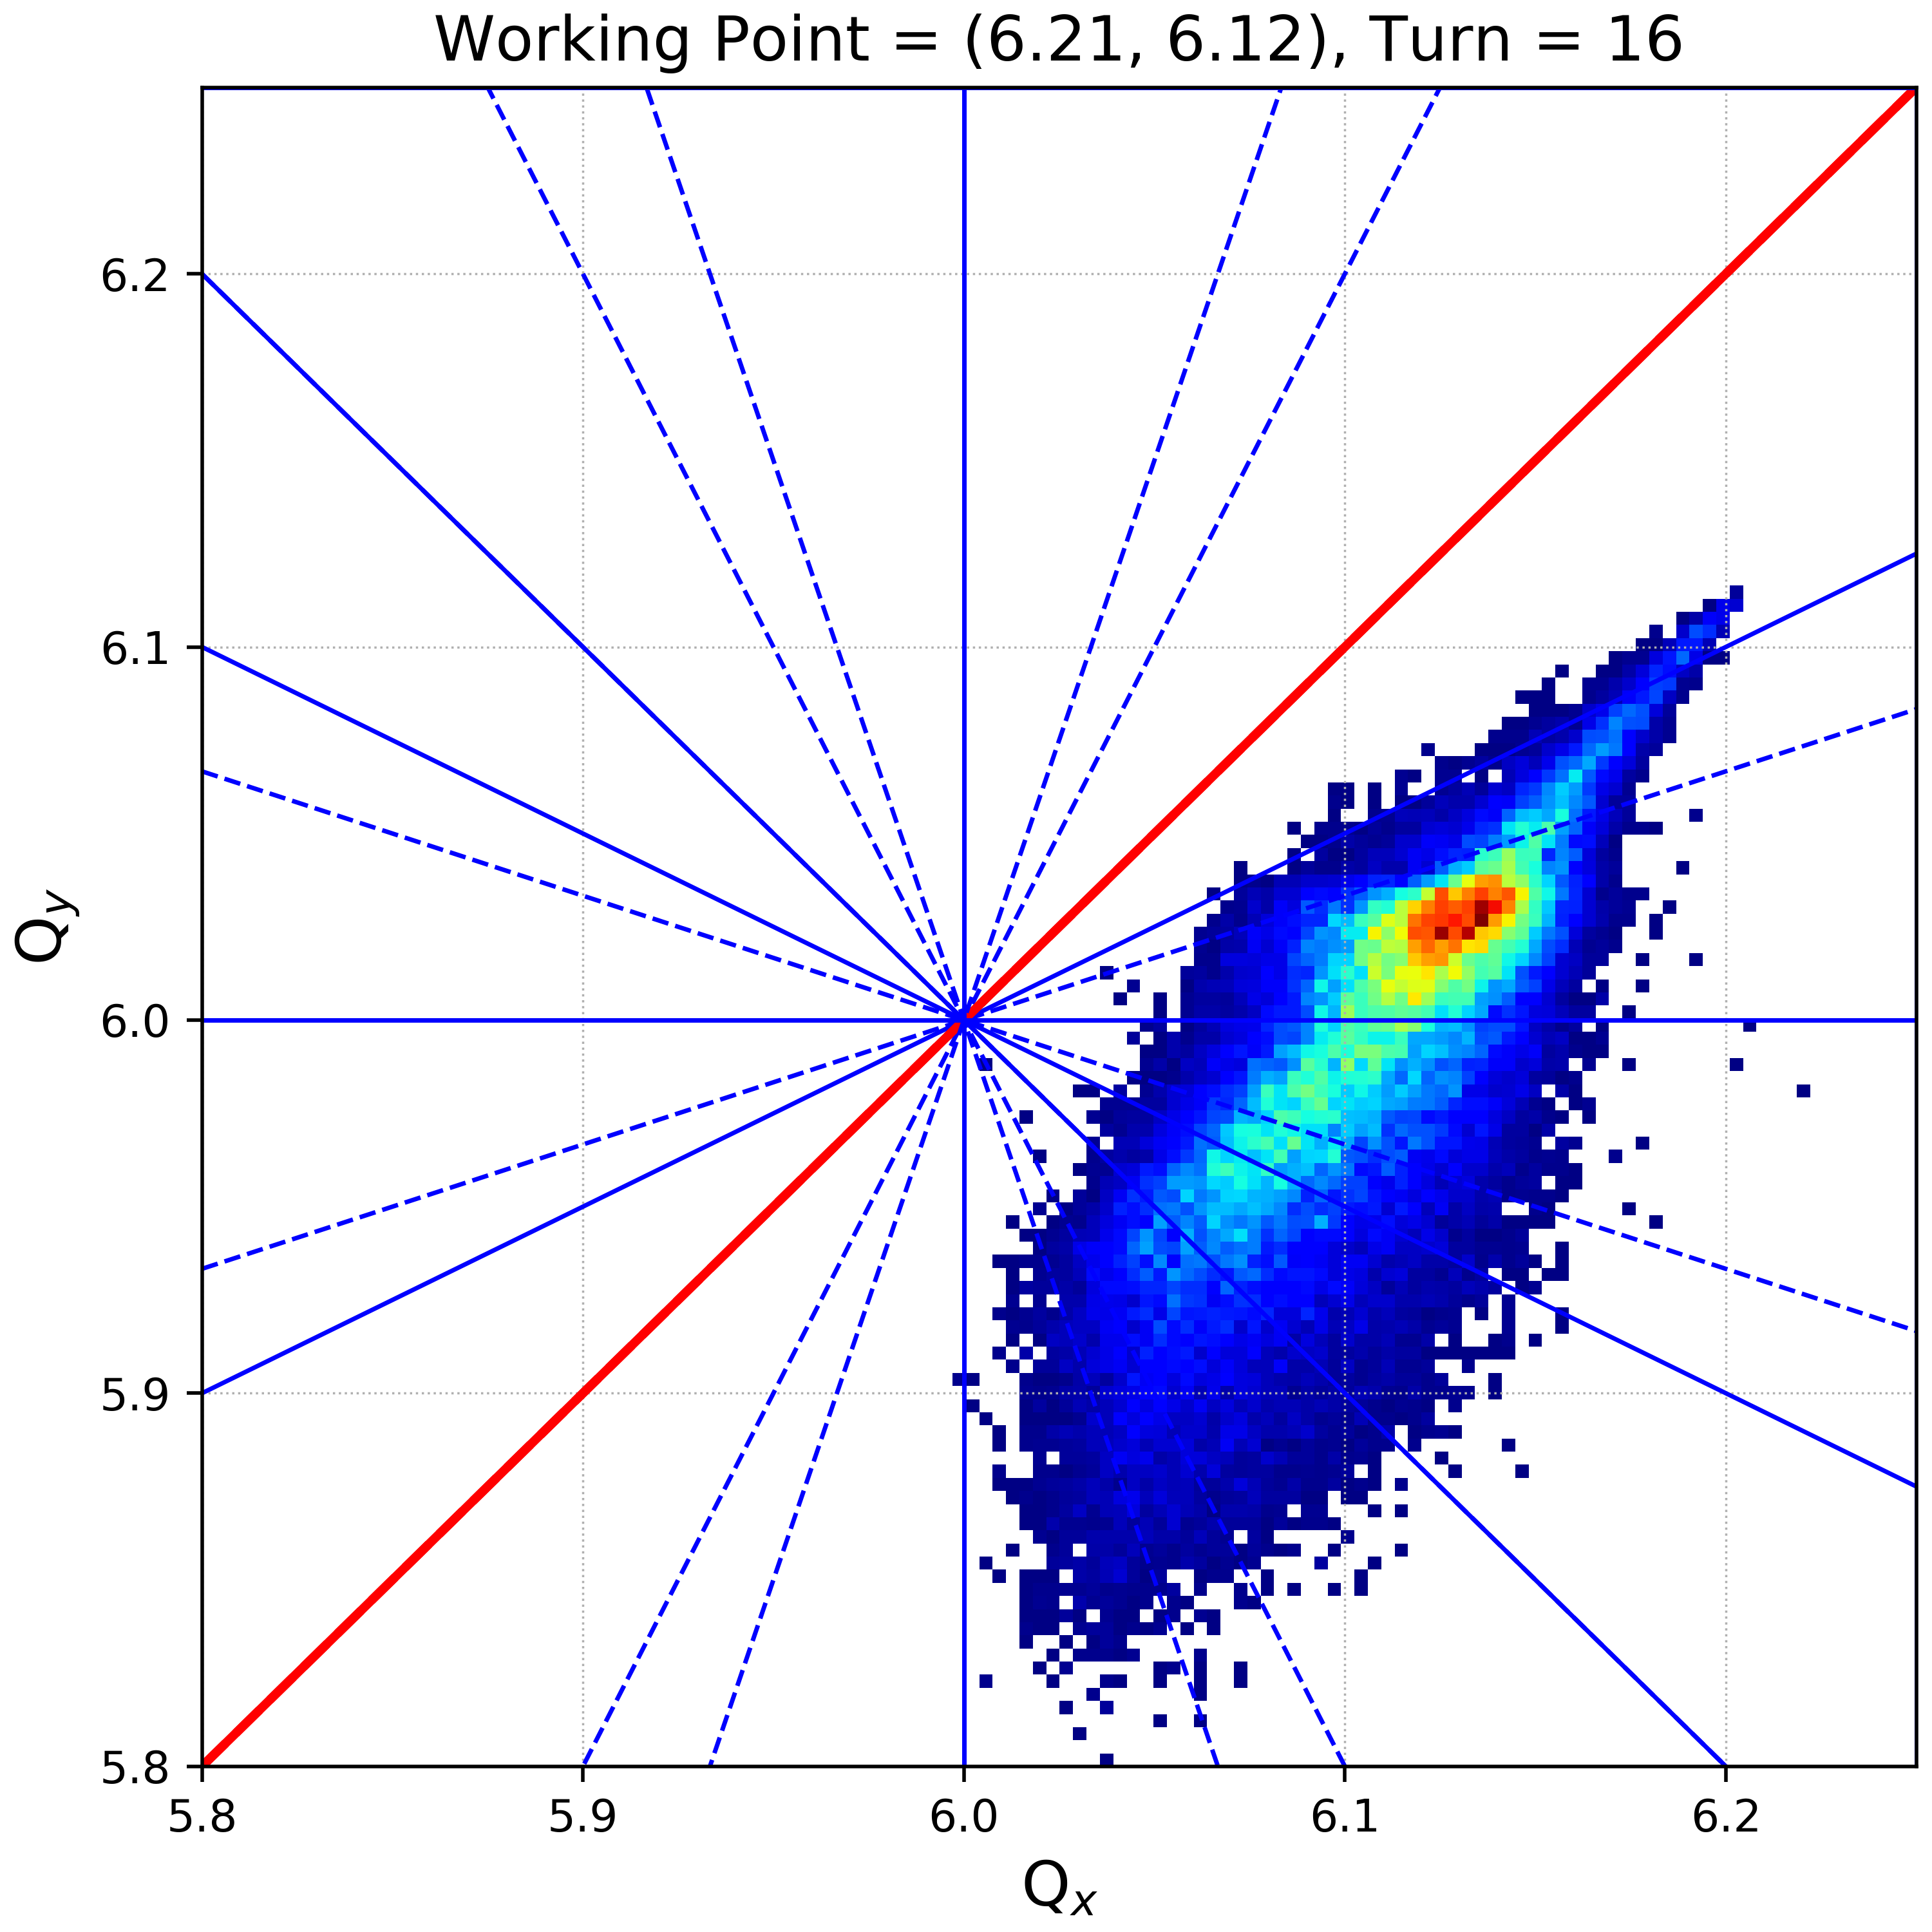 Working Point = (6.21, 6.12), Turn = 16
6.2
6.1
6.0
5.9
5.8
Qy
5.8 5.9 6.0 6.1 6.2
Qx